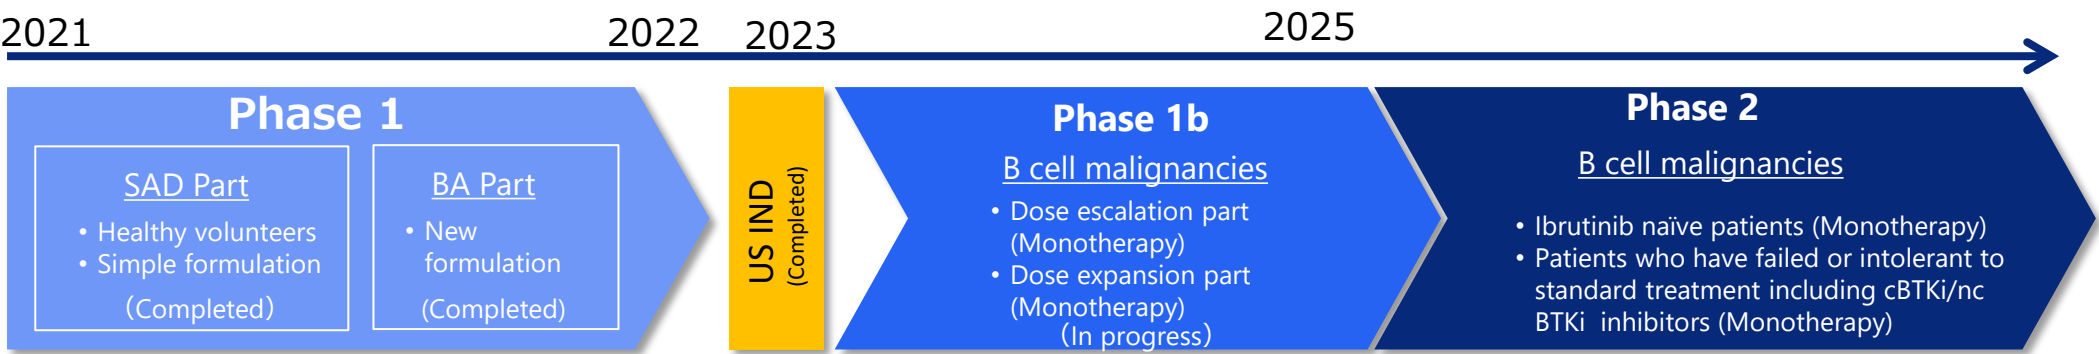 2021
2022
2023
2025
Phase 1
SAD Part
• Healthy volunteers
• Simple formulation
（Completed）
BA Part
• New
formulation
(Completed)
US IND
(Completed)
Phase 1b
B cell malignancies
• Dose escalation part
(Monotherapy)
• Dose expansion part
(Monotherapy)
（In progress）
Phase 2
B cell malignancies
• Ibrutinib naïve patients (Monotherapy)
• Patients who have failed or intolerant to
standard treatment including cBTKi/nc
BTKi inhibitors (Monotherapy)